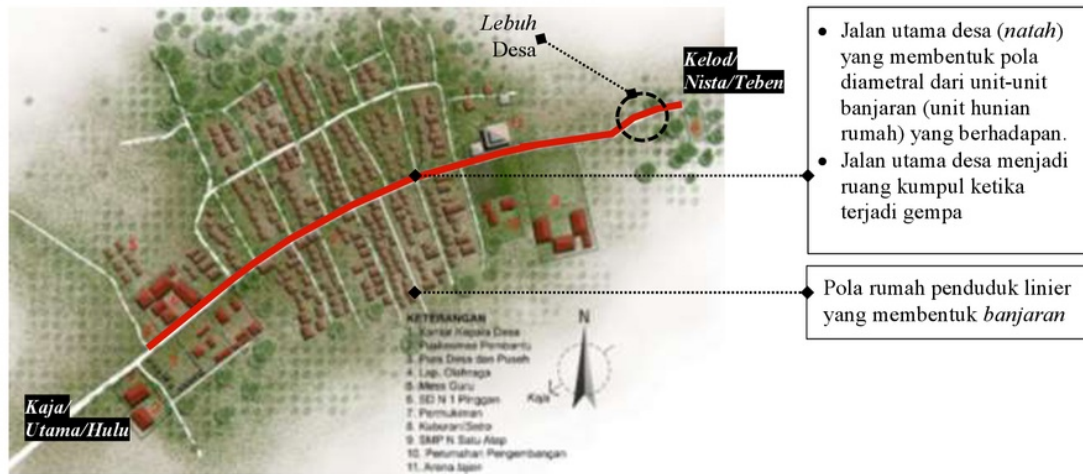 Lebuh
Desa
Kelod/
Nista/Teben
• Jalan utama desa (natah)
yang membentuk pola
diametral dari unit-unit
banjaran (unit hunian
rumah) yang berhadapan.
• Jalan utama desa menjadi
ruang kumpul ketika
terjadi gempa
Pola rumah penduduk linier
yang membentuk banjaran
KETERANGAN
1. Kantor Kepala Desa
2. Puskesmas Pembantu
3. Pura Desa dan Puseh
4. Lap. Olahraga
5. Mess Guru
6. SD N 1 Pinggan
7. Permukiman
8. Kuburan/Setra
9. SMP N Satu Atap
10. Perumahan Pengembangan
11. Arena tajen
N
Kaja
Kaja/
Utama/Hulu